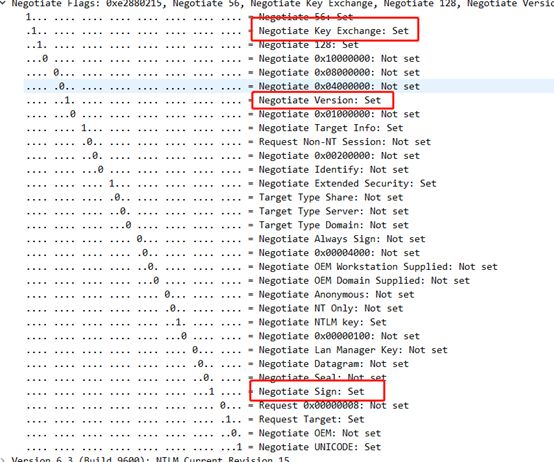 Negotiate Flags: 0xe2880215, Negotiate 56, Negotiate Key Exchange, Negotiate 128, Negotiate Versio
1... .... .... .... .... .... .... .... = Negotiate 56: Set
.1.. .... .... .... .... .... .... .... = Negotiate Key Exchange: Set
..1. .... .... .... .... .... .... .... = Negotiate 128: Set
...0 .... .... .... .... .... .... .... = Negotiate 0x10000000: Not set
.... 0... .... .... .... .... .... .... = Negotiate 0x08000000: Not set
.... .0.. .... .... .... .... .... .... = Negotiate 0x04000000: Not set
.... ..1. .... .... .... .... .... .... = Negotiate Version: Set
.... ...0 .... .... .... .... .... .... = Negotiate 0x01000000: Not set
.... .... 1... .... .... .... .... .... = Negotiate Target Info: Set
.... .... .0.. .... .... .... .... .... = Request Non-NT Session: Not set
.... .... ..0. .... .... .... .... .... = Negotiate 0x00200000: Not set
.... .... ...0 .... .... .... .... .... = Negotiate Identify: Not set
.... .... .... 1... .... .... .... .... = Negotiate Extended Security: Set
.... .... .... .0.. .... .... .... .... = Target Type Share: Not set
.... .... .... ..0. .... .... .... .... = Target Type Server: Not set
.... .... .... ...0 .... .... .... .... = Target Type Domain: Not set
.... .... .... .... 0... .... .... .... = Negotiate Always Sign: Not set
.... .... .... .... .0.. .... .... .... = Negotiate 0x00004000: Not set
.... .... .... .... ..0. .... .... .... = Negotiate OEM Workstation Supplied: Not set
.... .... .... .... ...0 .... .... .... = Negotiate OEM Domain Supplied: Not set
.... .... .... .... .... 0... .... .... = Negotiate Anonymous: Not set
.... .... .... .... .... .0.. .... .... = Negotiate NT Only: Not set
.... .... .... .... .... ..1. .... .... = Negotiate NTLM key: Set
.... .... .... .... .... ...0 .... .... = Negotiate 0x00000100: Not set
.... .... .... .... .... .... 0... .... = Negotiate Lan Manager Key: Not set
.... .... .... .... .... .... .0.. .... = Negotiate Datagram: Not set
.... .... .... .... .... .... ..0. .... = Negotiate Seal: Not set
.... .... .... .... .... .... ...1 .... = Negotiate Sign: Set
.... .... .... .... .... .... .... 0... = Request 0x00000008: Not set
.... .... .... .... .... .... .... .1.. = Request Target: Set
.... .... .... .... .... .... .... ..0. = Negotiate OEM: Not set
.... .... .... .... .... .... .... ...1 = Negotiate UNICODE: Set
Version 6.3 (Build 9600); NTLM Current Revision 15